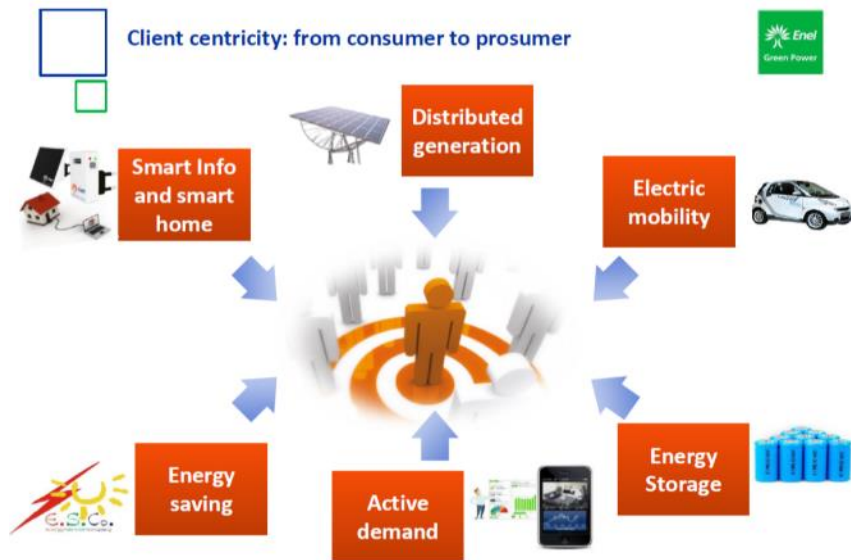 Client centricity: from consumer to prosumer
Enel
Green Power
Distributed
generation
Smart Info
and smart
home
Electric
mobility
Energy
saving
E.S.Co.
Active
demand
Energy
Storage